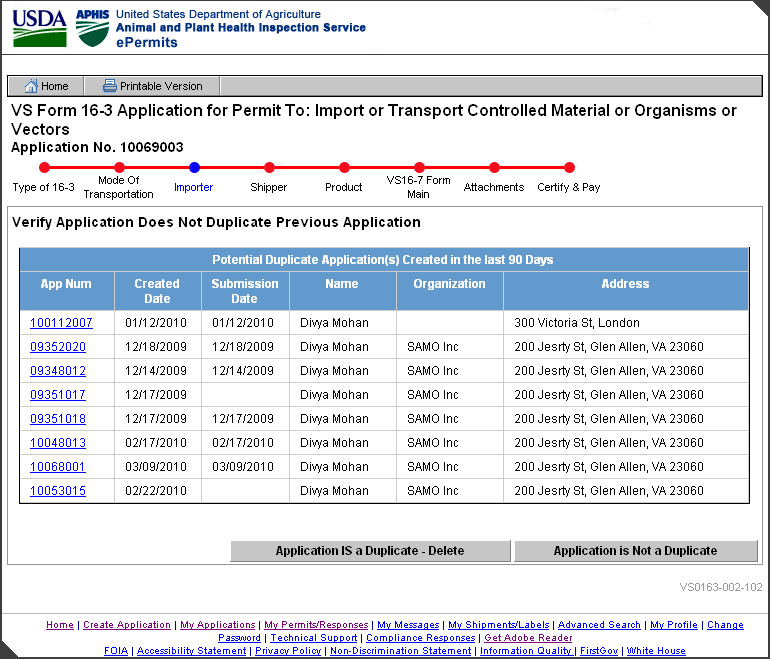 USDA APHIS United States Department of Agriculture
Animal and Plant Health Inspection Service
ePermits
Home Printable Version
VS Form 16-3 Application for Permit To: Import or Transport Controlled Material or Organisms or
Vectors
Application No. 10069003
Type of 16-3 Mode Of Transportation Importer Shipper Product VS16-7 Form Main Attachments Certify & Pay
Verify Application Does Not Duplicate Previous Application
Potential Duplicate Application(s) Created in the last 90 Days
App Num Created Date Submission Date Name Organization Address
100112007 01/12/2010 01/12/2010 Divya Mohan 300 Victoria St, London
09352020 12/18/2009 12/18/2009 Divya Mohan SAMO Inc 200 Jesrty St, Glen Allen, VA 23060
09348012 12/14/2009 12/14/2009 Divya Mohan SAMO Inc 200 Jesrty St, Glen Allen, VA 23060
09351017 12/17/2009 Divya Mohan SAMO Inc 200 Jesrty St, Glen Allen, VA 23060
09351018 12/17/2009 12/17/2009 Divya Mohan SAMO Inc 200 Jesrty St, Glen Allen, VA 23060
10048013 02/17/2010 02/17/2010 Divya Mohan SAMO Inc 200 Jesrty St, Glen Allen, VA 23060
10068001 03/09/2010 03/09/2010 Divya Mohan SAMO Inc 200 Jesrty St, Glen Allen, VA 23060
10053015 02/22/2010 Divya Mohan SAMO Inc 200 Jesrty St, Glen Allen, VA 23060
Application IS a Duplicate - Delete Application is Not a Duplicate
VS0163-002-102
Home | Create Application | My Applications | My Permits/Responses | My Messages | My Shipments/Labels | Advanced Search | My Profile | Change
Password | Technical Support | Compliance Responses | Get Adobe Reader
FOIA | Accessibility Statement | Privacy Policy | Non-Discrimination Statement | Information Quality | FirstGov | White House